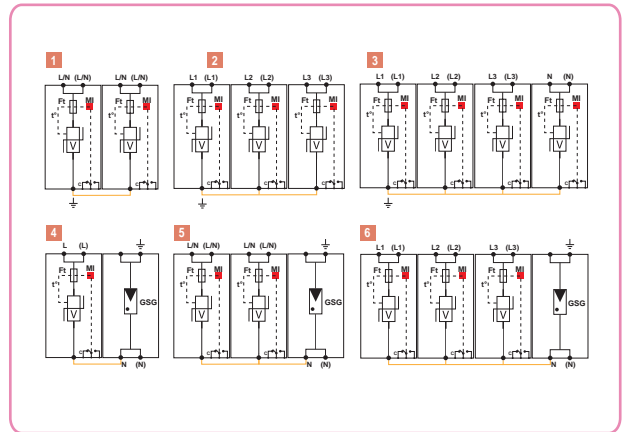 1 2 3
L/N (L/N) L/N (L/N) L1 (L1) L2 (L2) L3 (L3) L1 (L1) L2 (L2) L3 (L3) N (N)
Ft MI Ft MI Ft MI Ft MI Ft MI Ft MI Ft MI Ft MI Ft MI
t° t° t° t° t° t° t° t° t°
V V V V V V V V V
C C C C C C C C C
4 5 6
L (L) L/N (L/N) L/N (L/N) L1 (L1) L2 (L2) L3 (L3)
Ft MI Ft MI Ft MI Ft MI Ft MI Ft MI
t° t° t° t° t° t°
GSG GSG GSG
V V V V V V
C C C C C C
N (N) N (N) N (N)